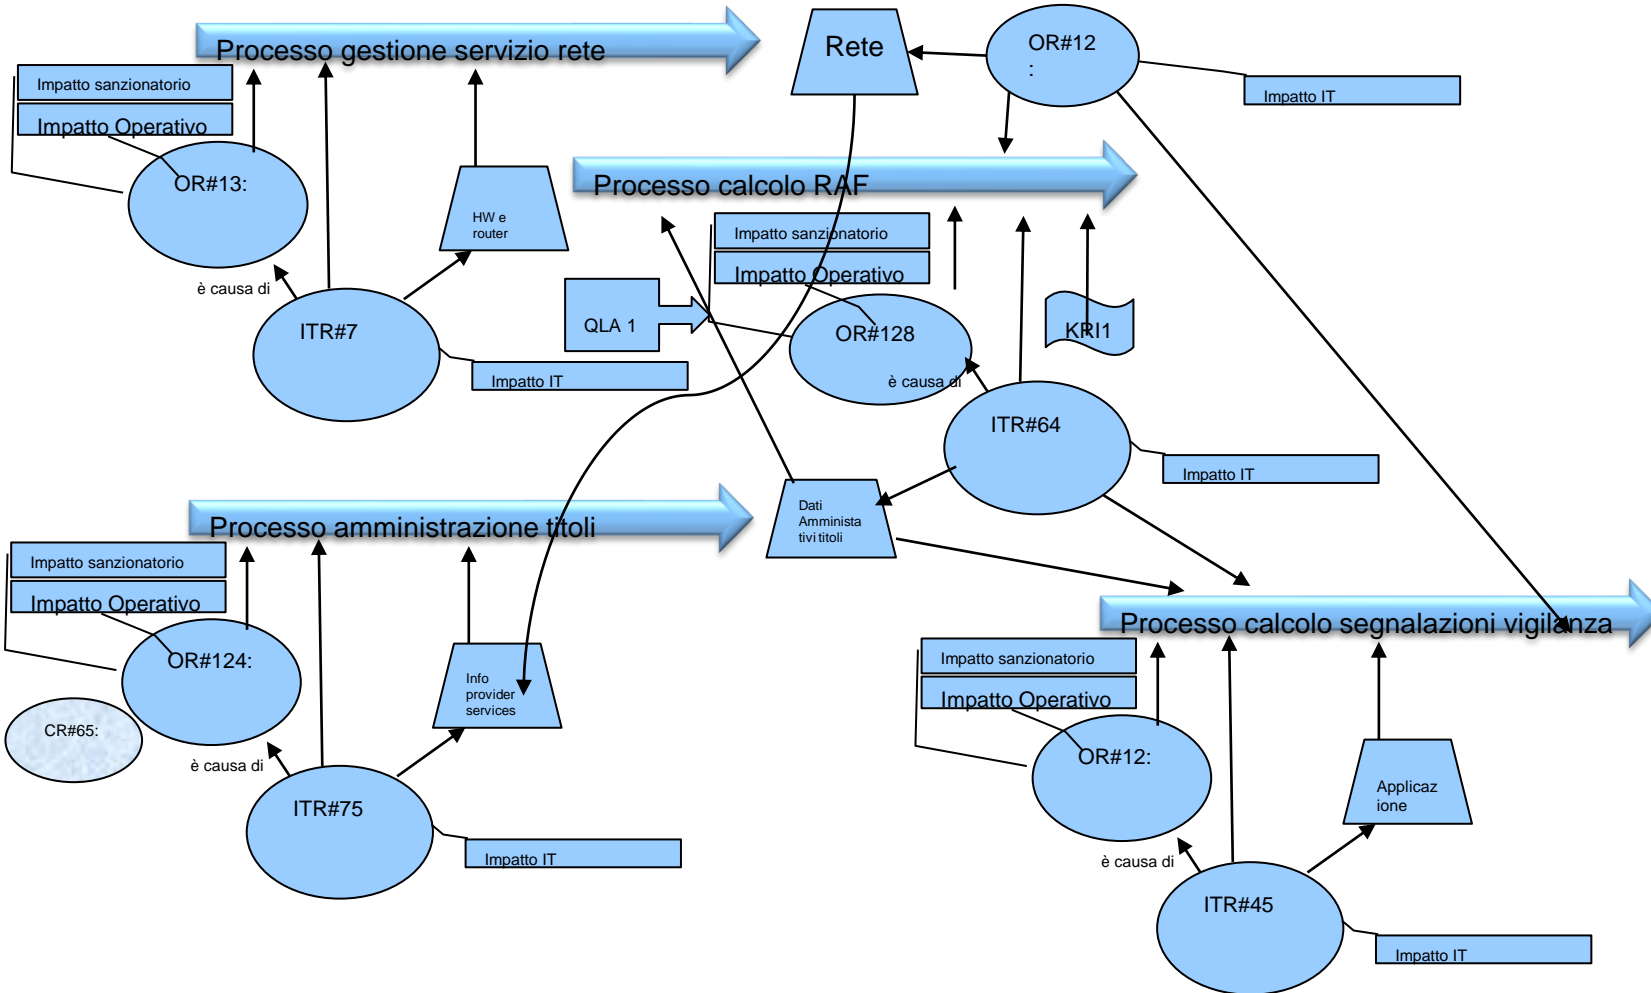 Processo gestione servizio rete
Impatto sanzionatorio
Impatto Operativo
OR#13:
HW e
router
è causa di
ITR#7
Impatto IT
Rete
OR#12
:
Impatto IT
Processo calcolo RAF
Impatto sanzionatorio
Impatto Operativo
QLA 1
OR#128
KRI1
è causa di
ITR#64
Impatto IT
Dati
Amminista
tivi titoli
Processo amministrazione titoli
Impatto sanzionatorio
Impatto Operativo
OR#124:
Info
provider
services
CR#65:
è causa di
ITR#75
Impatto IT
Processo calcolo segnalazioni vigilanza
Impatto sanzionatorio
Impatto Operativo
OR#12:
Applicaz
ione
è causa di
ITR#45
Impatto IT